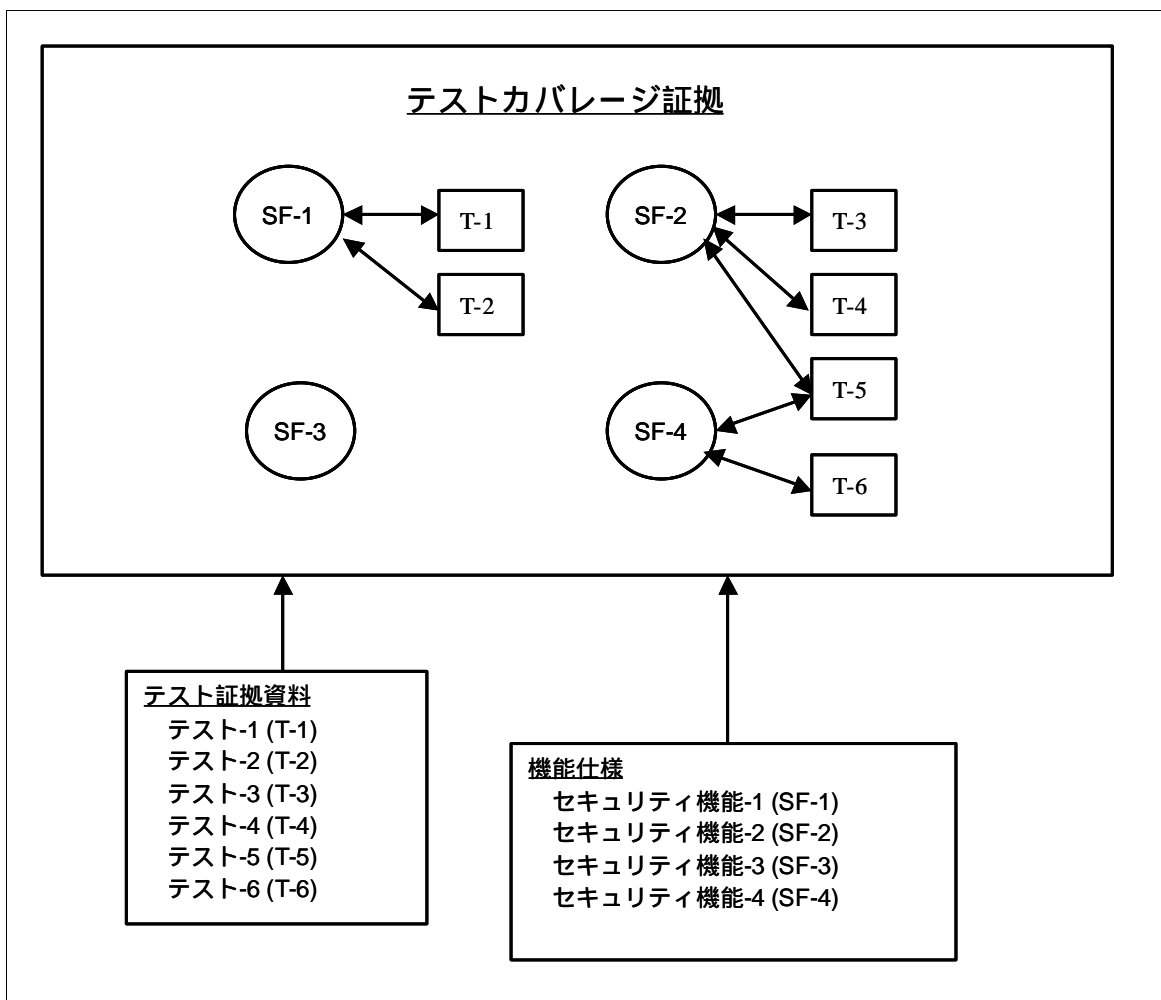 テストカバレージ証拠
SF-1
T-1
SF-2
T-3
T-2
T-4
SF-3
SF-4
T-5
T-6
テスト証拠資料
テスト-1 (T-1)
テスト-2 (T-2)
テスト-3 (T-3)
テスト-4 (T-4)
テスト-5 (T-5)
テスト-6 (T-6)
機能仕様
セキュリティ機能-1 (SF-1)
セキュリティ機能-2 (SF-2)
セキュリティ機能-3 (SF-3)
セキュリティ機能-4 (SF-4)